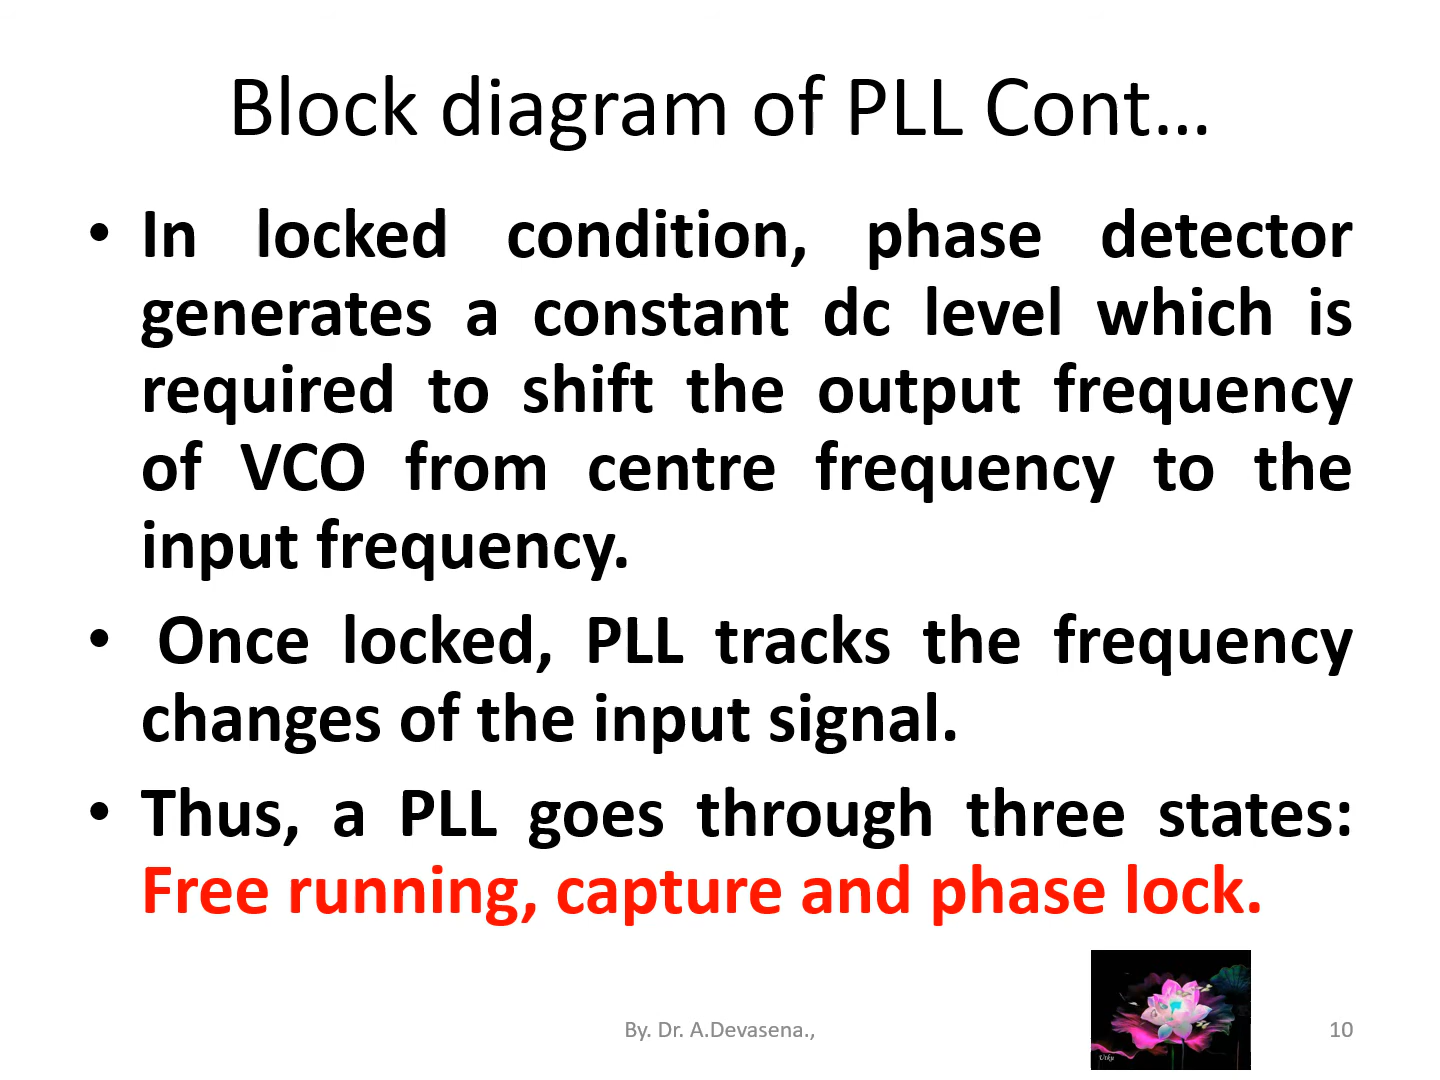 Block diagram of PLL Cont…
• In locked condition, phase detector
generates a constant dc level which is
required to shift the output frequency
of VCO from centre frequency to the
input frequency.
• Once locked, PLL tracks the frequency
changes of the input signal.
• Thus, a PLL goes through three states:
Free running, capture and phase lock.
By. Dr. A.Devasena.,
10